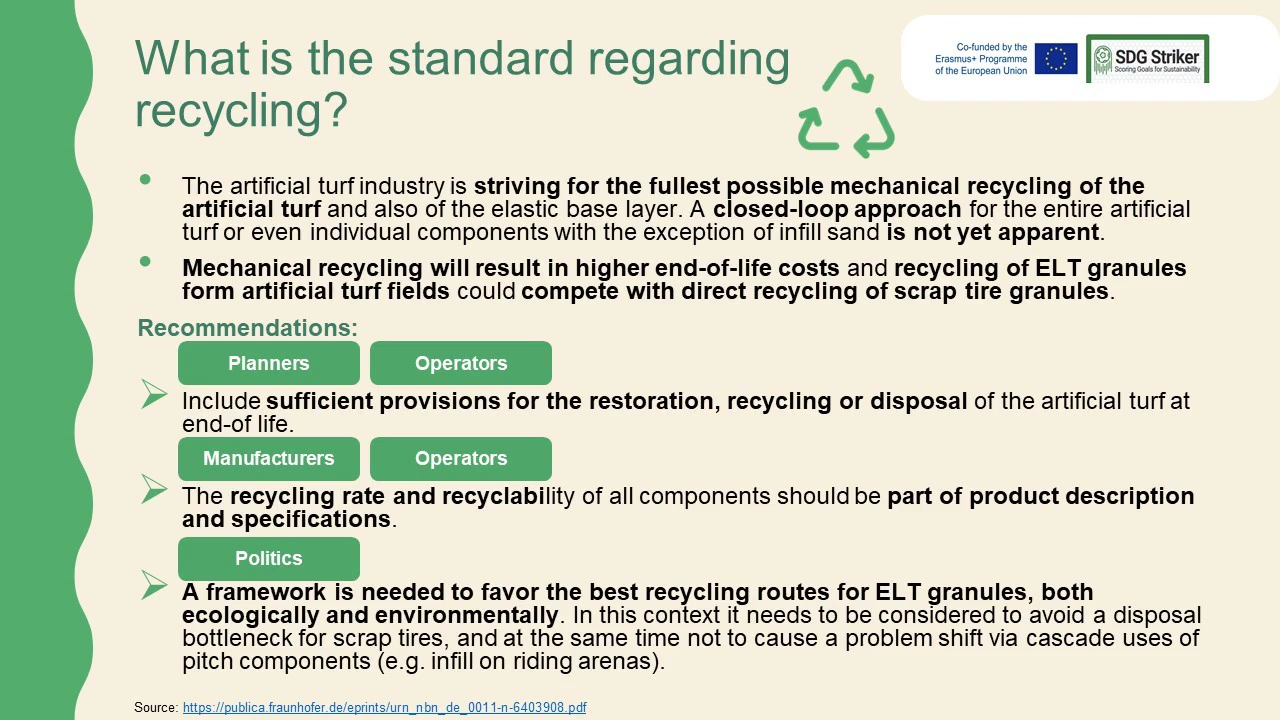 What is the standard regarding
recycling?
Co-funded by the
Erasmus+ Programme
of the European Union
SDG Striker
Scoring Goals for Sustainability
• The artificial turf industry is striving for the fullest possible mechanical recycling of the
artificial turf and also of the elastic base layer. A closed-loop approach for the entire artificial
turf or even individual components with the exception of infill sand is not yet apparent.
• Mechanical recycling will result in higher end-of-life costs and recycling of ELT granules
form artificial turf fields could compete with direct recycling of scrap tire granules.
Recommendations:
Planners Operators
Include sufficient provisions for the restoration, recycling or disposal of the artificial turf at
end-of life.
Manufacturers Operators
The recycling rate and recyclability of all components should be part of product description
and specifications.
Politics
A framework is needed to favor the best recycling routes for ELT granules, both
ecologically and environmentally. In this context it needs to be considered to avoid a disposal
bottleneck for scrap tires, and at the same time not to cause a problem shift via cascade uses of
pitch components (e.g. infill on riding arenas).
Source: https://publica.fraunhofer.de/eprints/urn_nbn_de_0011-n-6403908.pdf